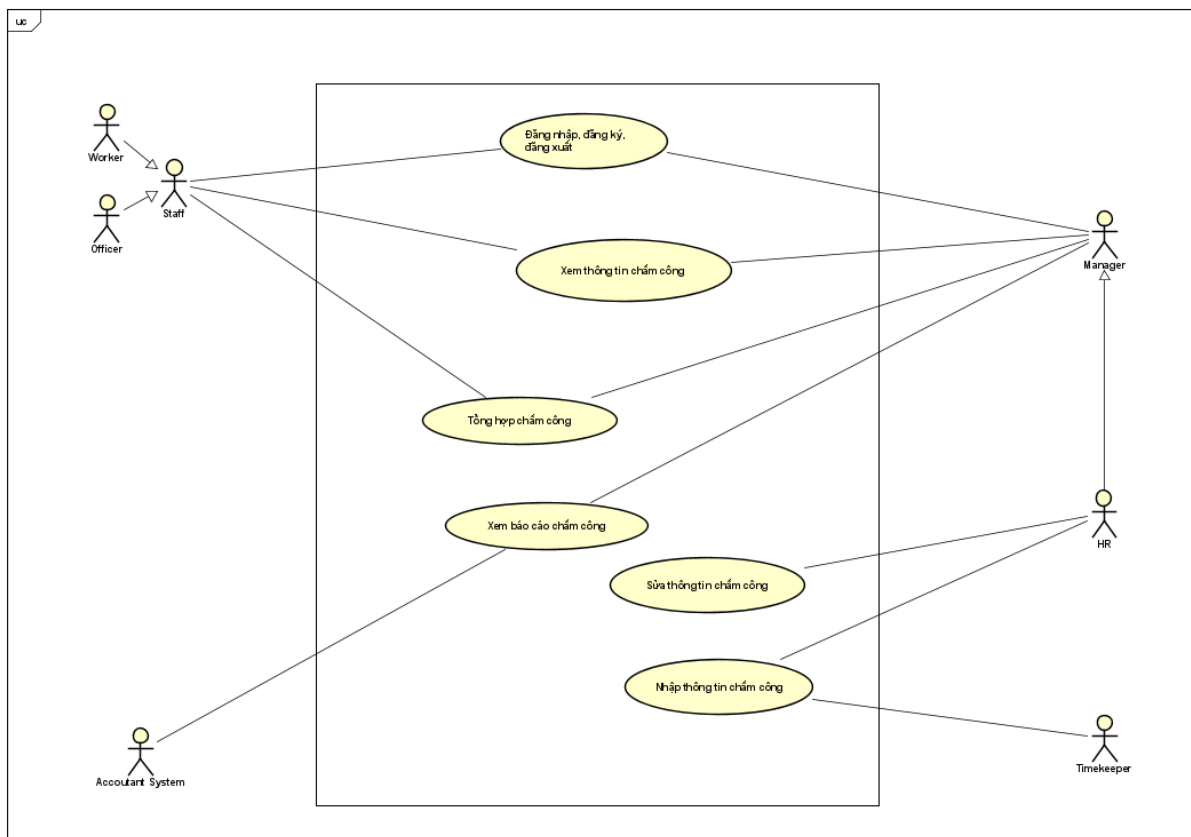 uc
Worker
Officer
Staff
Đăng nhập, đăng ký,
đăng xuất
Xem thông tin chấm công
Manager
Tổng hợp chấm công
Xem báo cáo chấm công
HR
Sửa thông tin chấm công
Nhập thông tin chấm công
Accoutant System
Timekeeper